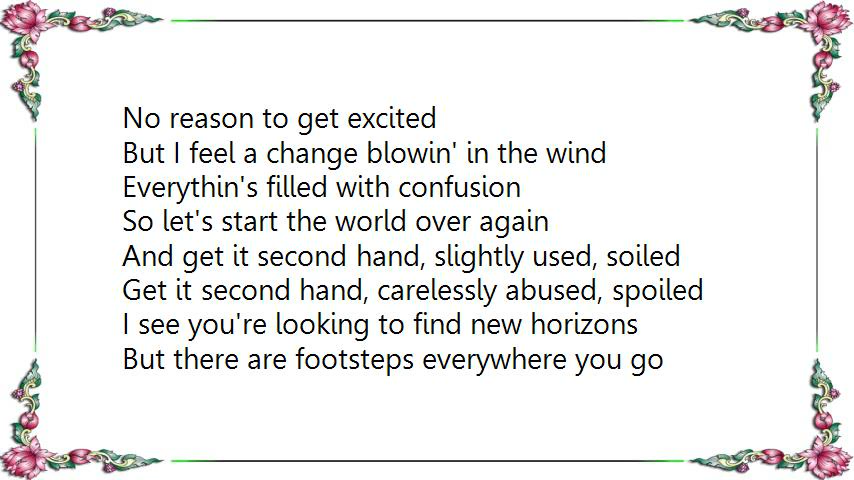 No reason to get excited
But I feel a change blowin' in the wind
Everythin's filled with confusion
So let's start the world over again
And get it second hand, slightly used, soiled
Get it second hand, carelessly abused, spoiled
I see you're looking to find new horizons
But there are footsteps everywhere you go